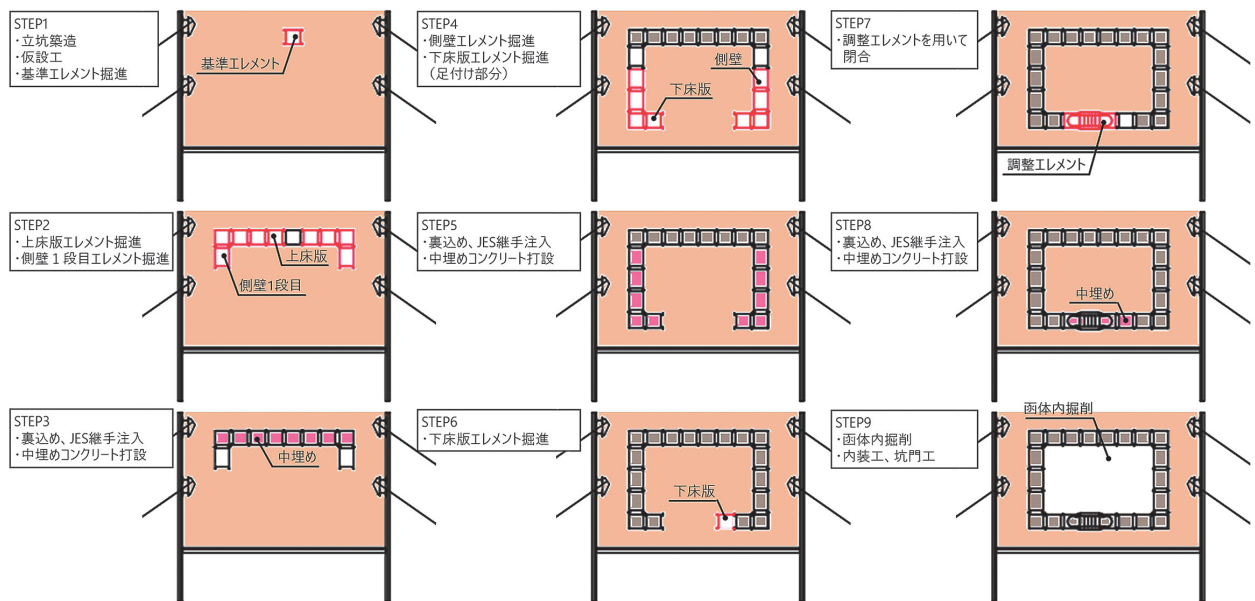 STEP1
・立坑築造
・仮設工
・基準エレメント掘進
基準エレメント
STEP2
・上床版エレメント掘進
・側壁１段目エレメント掘進
上床版
側壁1段目
STEP3
・裏込め、JES継手注入
・中埋めコンクリート打設
中埋め
STEP4
・側壁エレメント掘進
・下床版エレメント掘進
（足付け部分）
側壁
下床版
STEP5
・裏込め、JES継手注入
・中埋めコンクリート打設
STEP6
・下床版エレメント掘進
下床版
STEP7
・調整エレメントを用いて
閉合
調整エレメント
STEP8
・裏込め、JES継手注入
・中埋めコンクリート打設
中埋め
STEP9
・函体内掘削
・内装工、坑門工
函体内掘削